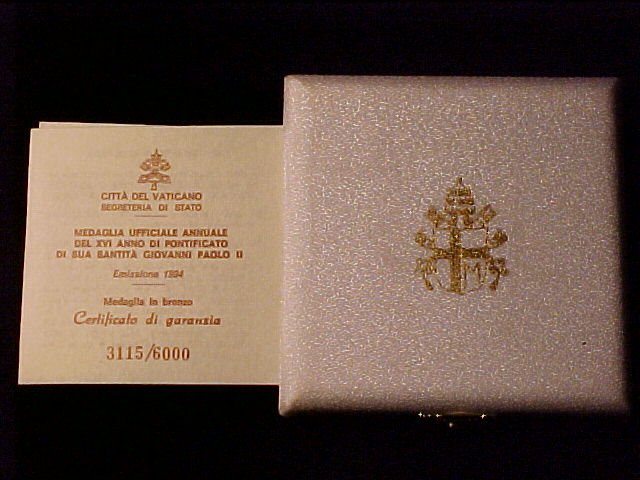 CITTÀ DEL VATICANO
SEGRETERIA DI STATO
MEDAGLIA UFFICIALE ANNUALE
DEL XVI ANNO DI PONTIFICATO
DI SUA SANTITÀ GIOVANNI PAOLO II
Emissione 1994
Medaglia in bronzo
Certificato di garanzia
3115/6000
M